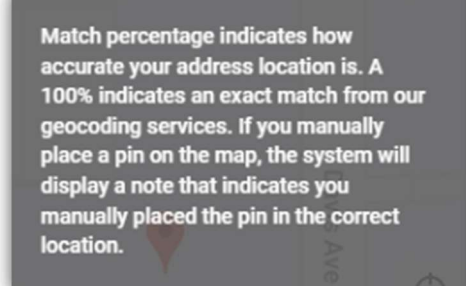 Match percentage indicates how
accurate your address location is. A
100% indicates an exact match from our
geocoding services. If you manually
place a pin on the map, the system will
display a note that indicates you
manually placed the pin in the correct
location.
Davis Ave